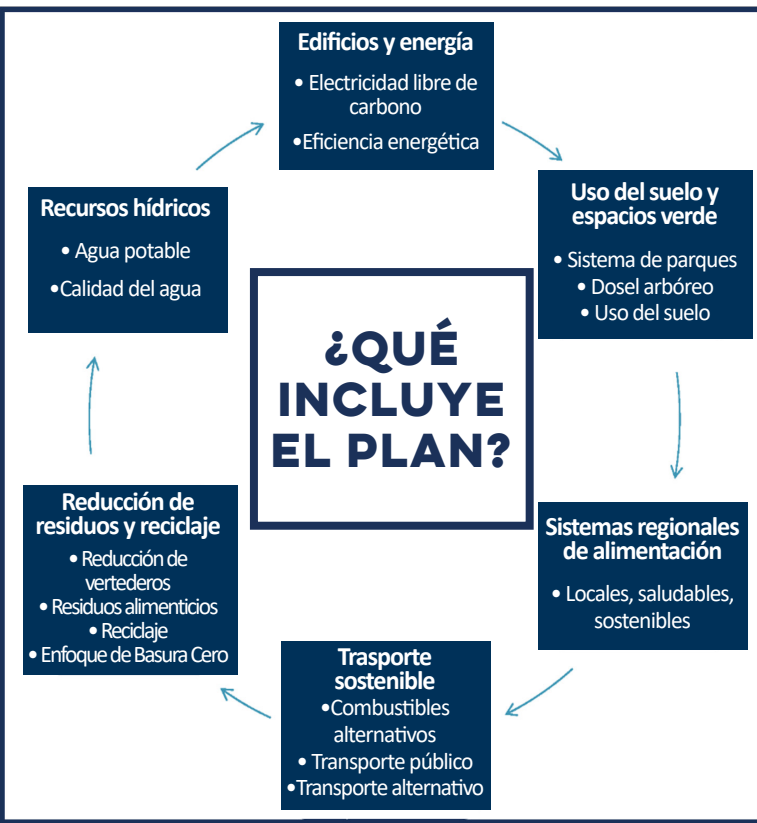 Edificios y energía
• Electricidad libre de
carbono
•Eficiencia energética
Uso del suelo y
espacios verde
• Sistema de parques
• Dosel arbóreo
• Uso del suelo
Sistemas regionales
de alimentación
• Locales, saludables,
sostenibles
Trasporte
sostenible
•Combustibles
alternativos
• Transporte público
•Transporte alternativo
Reducción de
residuos y reciclaje
• Reducción de
vertederos
• Residuos alimenticios
• Reciclaje
• Enfoque de Basura Cero
Recursos hídricos
• Agua potable
•Calidad del agua
¿QUÉ
INCLUYE
EL PLAN?